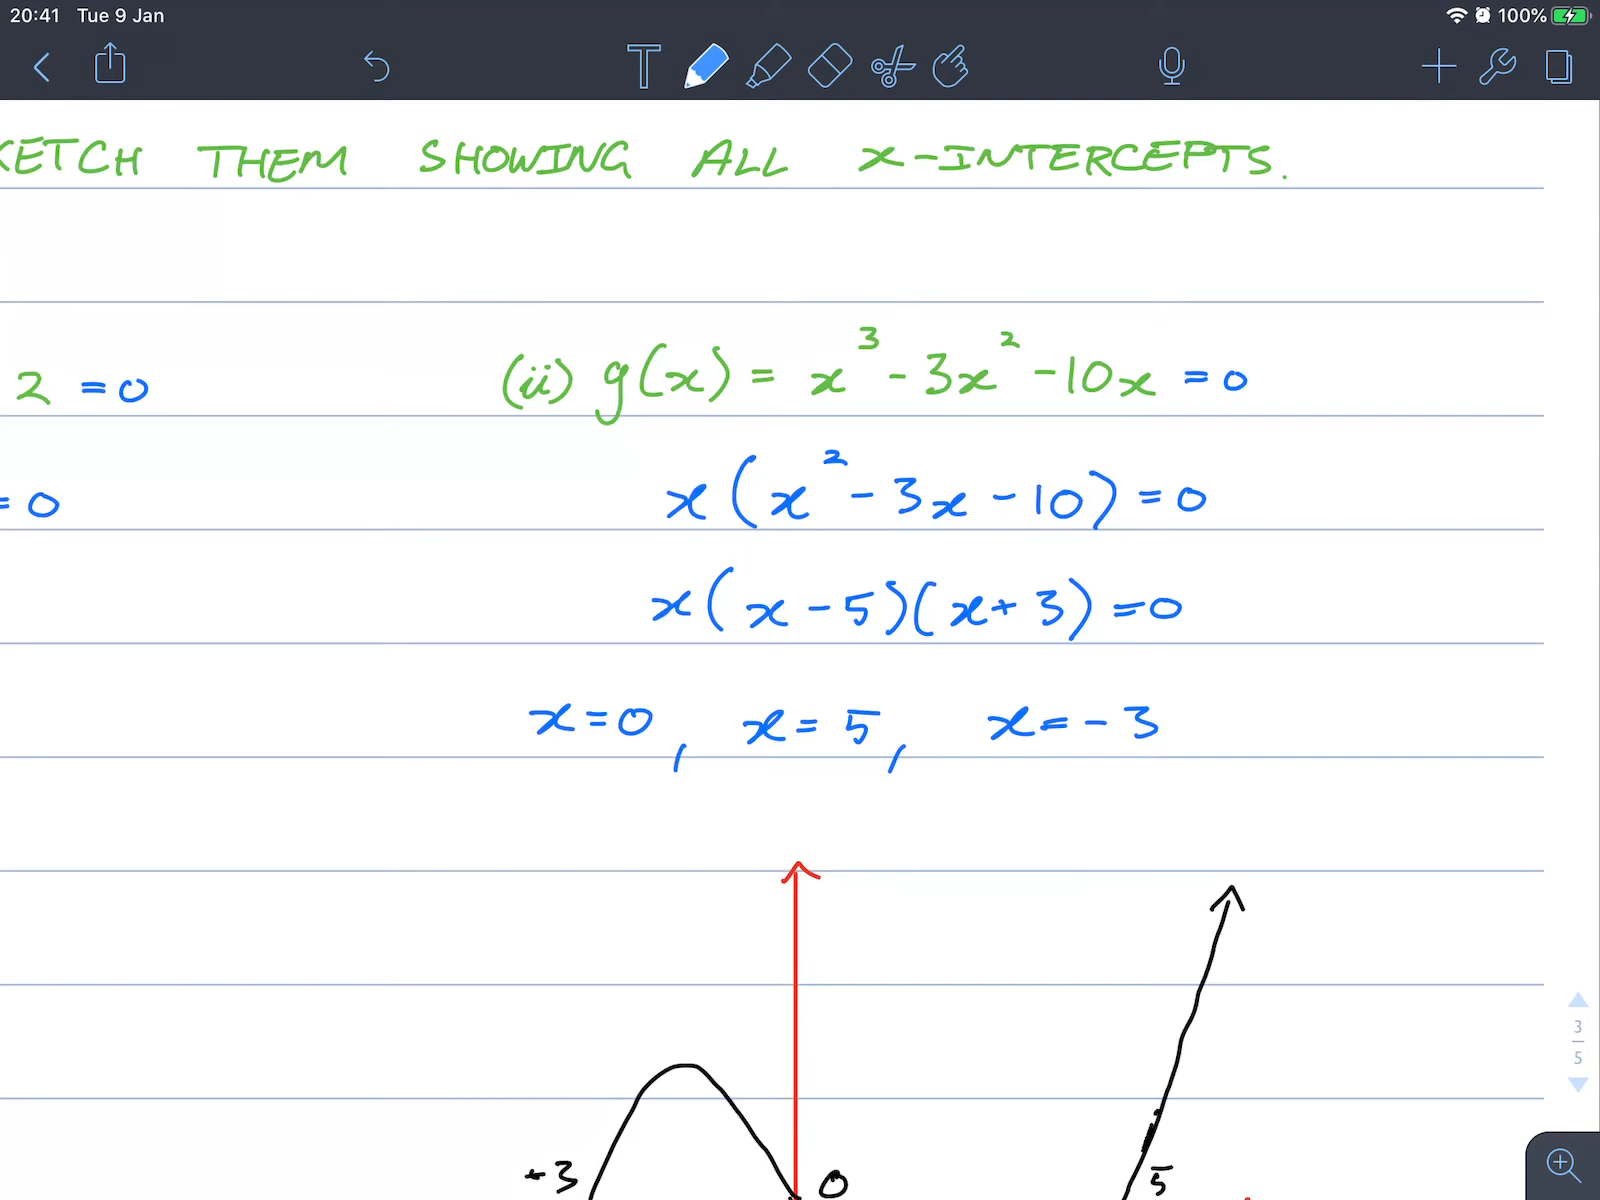 20:41 Tue 9 Jan 100%
KETCH THEM SHOWING ALL x-INTERCEPTS.
2 = 0
(ii) g(x) = x³ - 3x² - 10x = 0
= 0
x(x² - 3x - 10) = 0
x(x - 5)(x + 3) = 0
x = 0, x = 5, x = - 3
3
5
-3 0 5